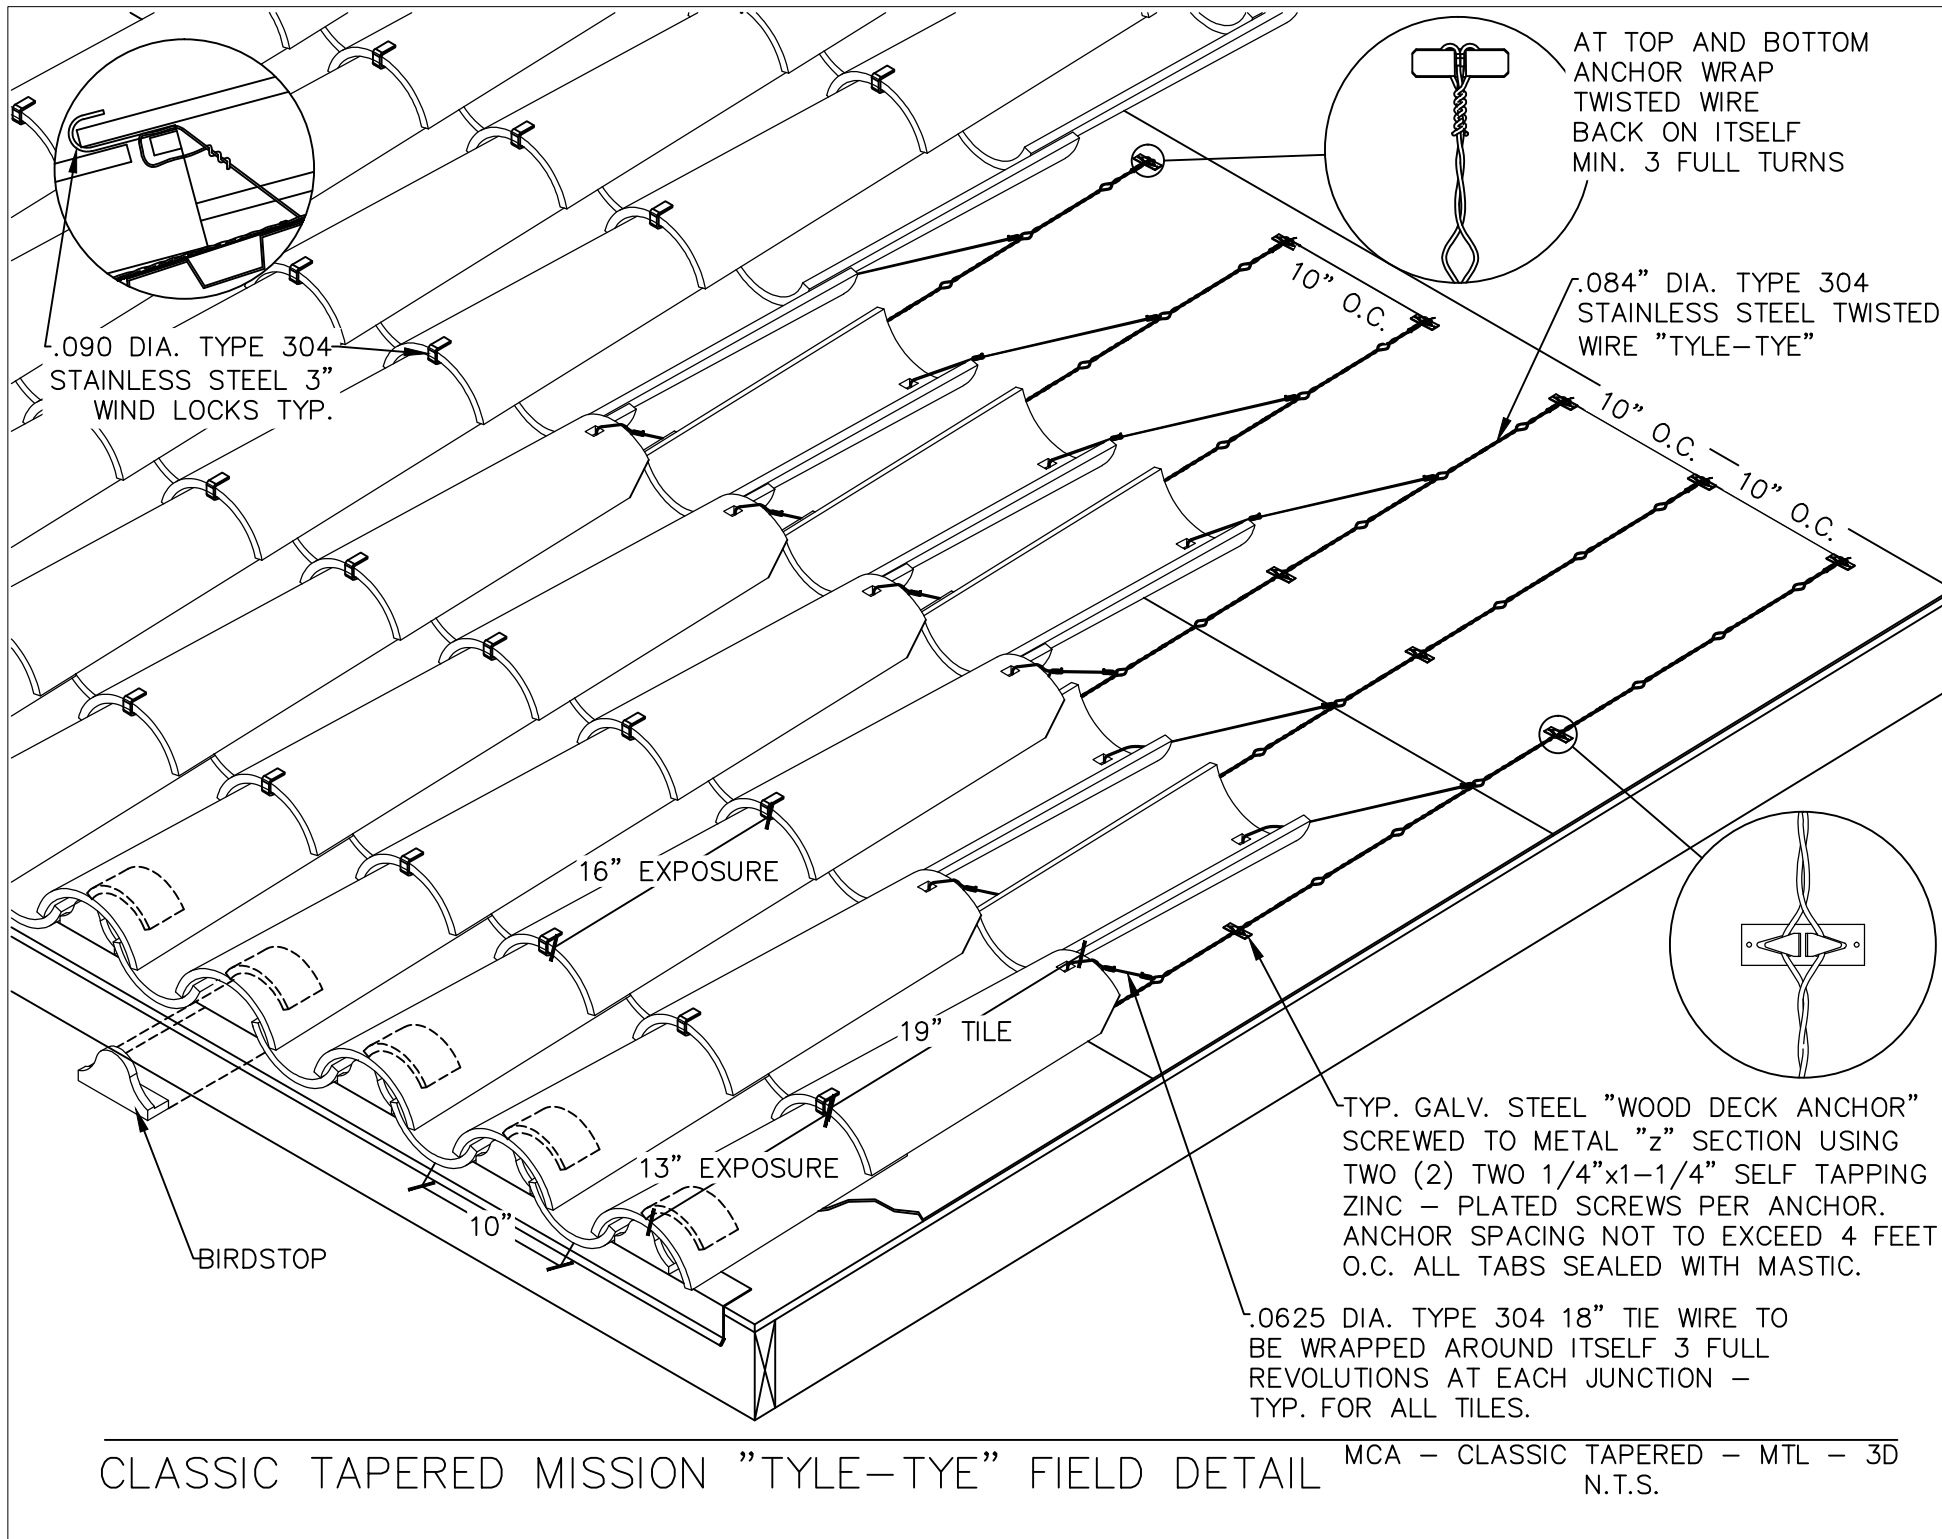 AT TOP AND BOTTOM
ANCHOR WRAP
TWISTED WIRE
BACK ON ITSELF
MIN. 3 FULL TURNS
10” O.C.
.084” DIA. TYPE 304
STAINLESS STEEL TWISTED
WIRE ”TYLE–TYE”
.090 DIA. TYPE 304
STAINLESS STEEL 3”
WIND LOCKS TYP.
10” O.C.
10” O.C.
16” EXPOSURE
19” TILE
13” EXPOSURE
10”
BIRDSTOP
TYP. GALV. STEEL ”WOOD DECK ANCHOR”
SCREWED TO METAL ”z” SECTION USING
TWO (2) TWO 1/4”x1–1/4” SELF TAPPING
ZINC – PLATED SCREWS PER ANCHOR.
ANCHOR SPACING NOT TO EXCEED 4 FEET
O.C. ALL TABS SEALED WITH MASTIC.
.0625 DIA. TYPE 304 18” TIE WIRE TO
BE WRAPPED AROUND ITSELF 3 FULL
REVOLUTIONS AT EACH JUNCTION –
TYP. FOR ALL TILES.
CLASSIC TAPERED MISSION ”TYLE–TYE” FIELD DETAIL
MCA – CLASSIC TAPERED – MTL – 3D
N.T.S.